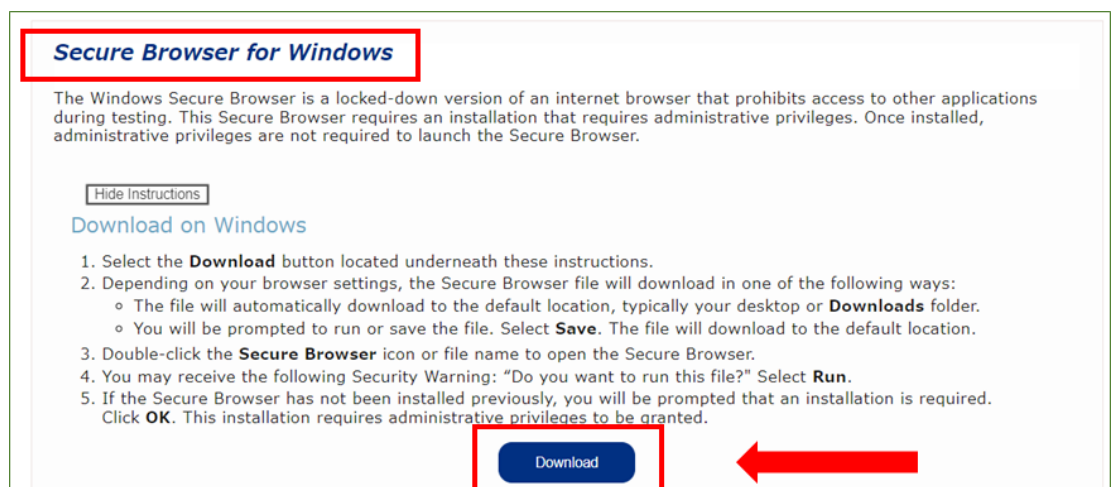 Secure Browser for Windows
The Windows Secure Browser is a locked-down version of an internet browser that prohibits access to other applications
during testing. This Secure Browser requires an installation that requires administrative privileges. Once installed,
administrative privileges are not required to launch the Secure Browser.
Hide Instructions
Download on Windows
1. Select the Download button located underneath these instructions.
2. Depending on your browser settings, the Secure Browser file will download in one of the following ways:
◦ The file will automatically download to the default location, typically your desktop or Downloads folder.
◦ You will be prompted to run or save the file. Select Save. The file will download to the default location.
3. Double-click the Secure Browser icon or file name to open the Secure Browser.
4. You may receive the following Security Warning: “Do you want to run this file?" Select Run.
5. If the Secure Browser has not been installed previously, you will be prompted that an installation is required.
Click OK. This installation requires administrative privileges to be granted.
Download